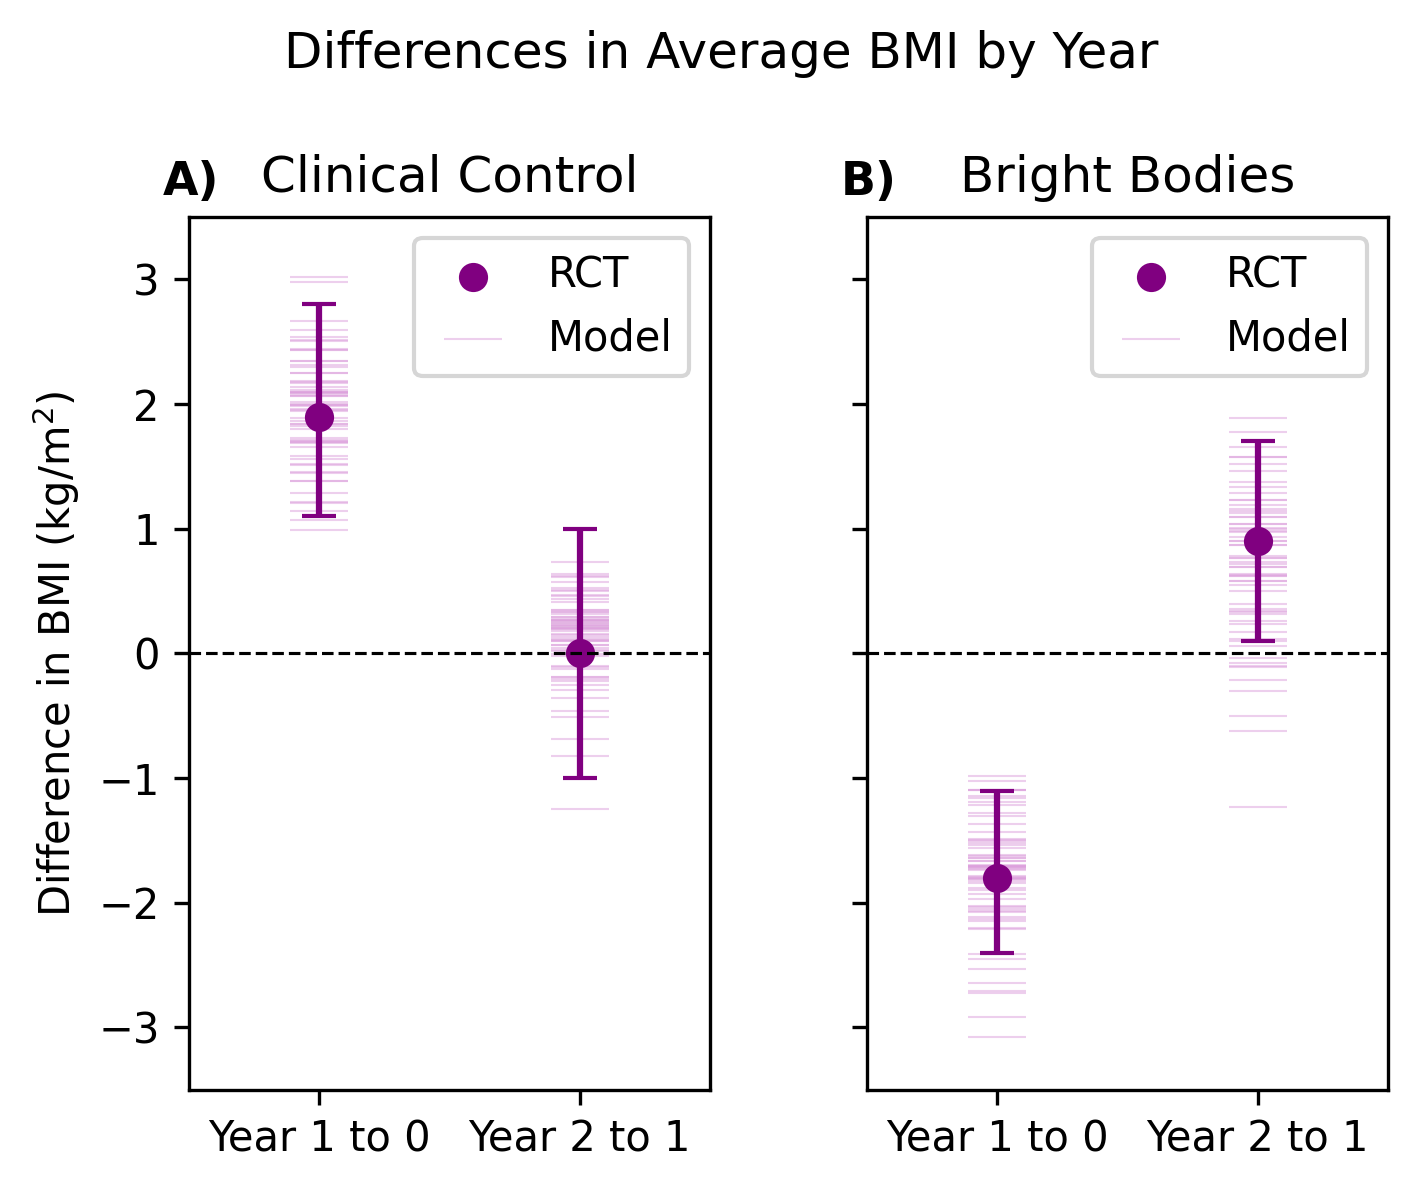 Differences in Average BMI by Year
A) Clinical Control
RCT
Model
3
2
1
0
−1
−2
−3
Difference in BMI (kg/m²)
Year 1 to 0 Year 2 to 1
B) Bright Bodies
RCT
Model
Year 1 to 0 Year 2 to 1